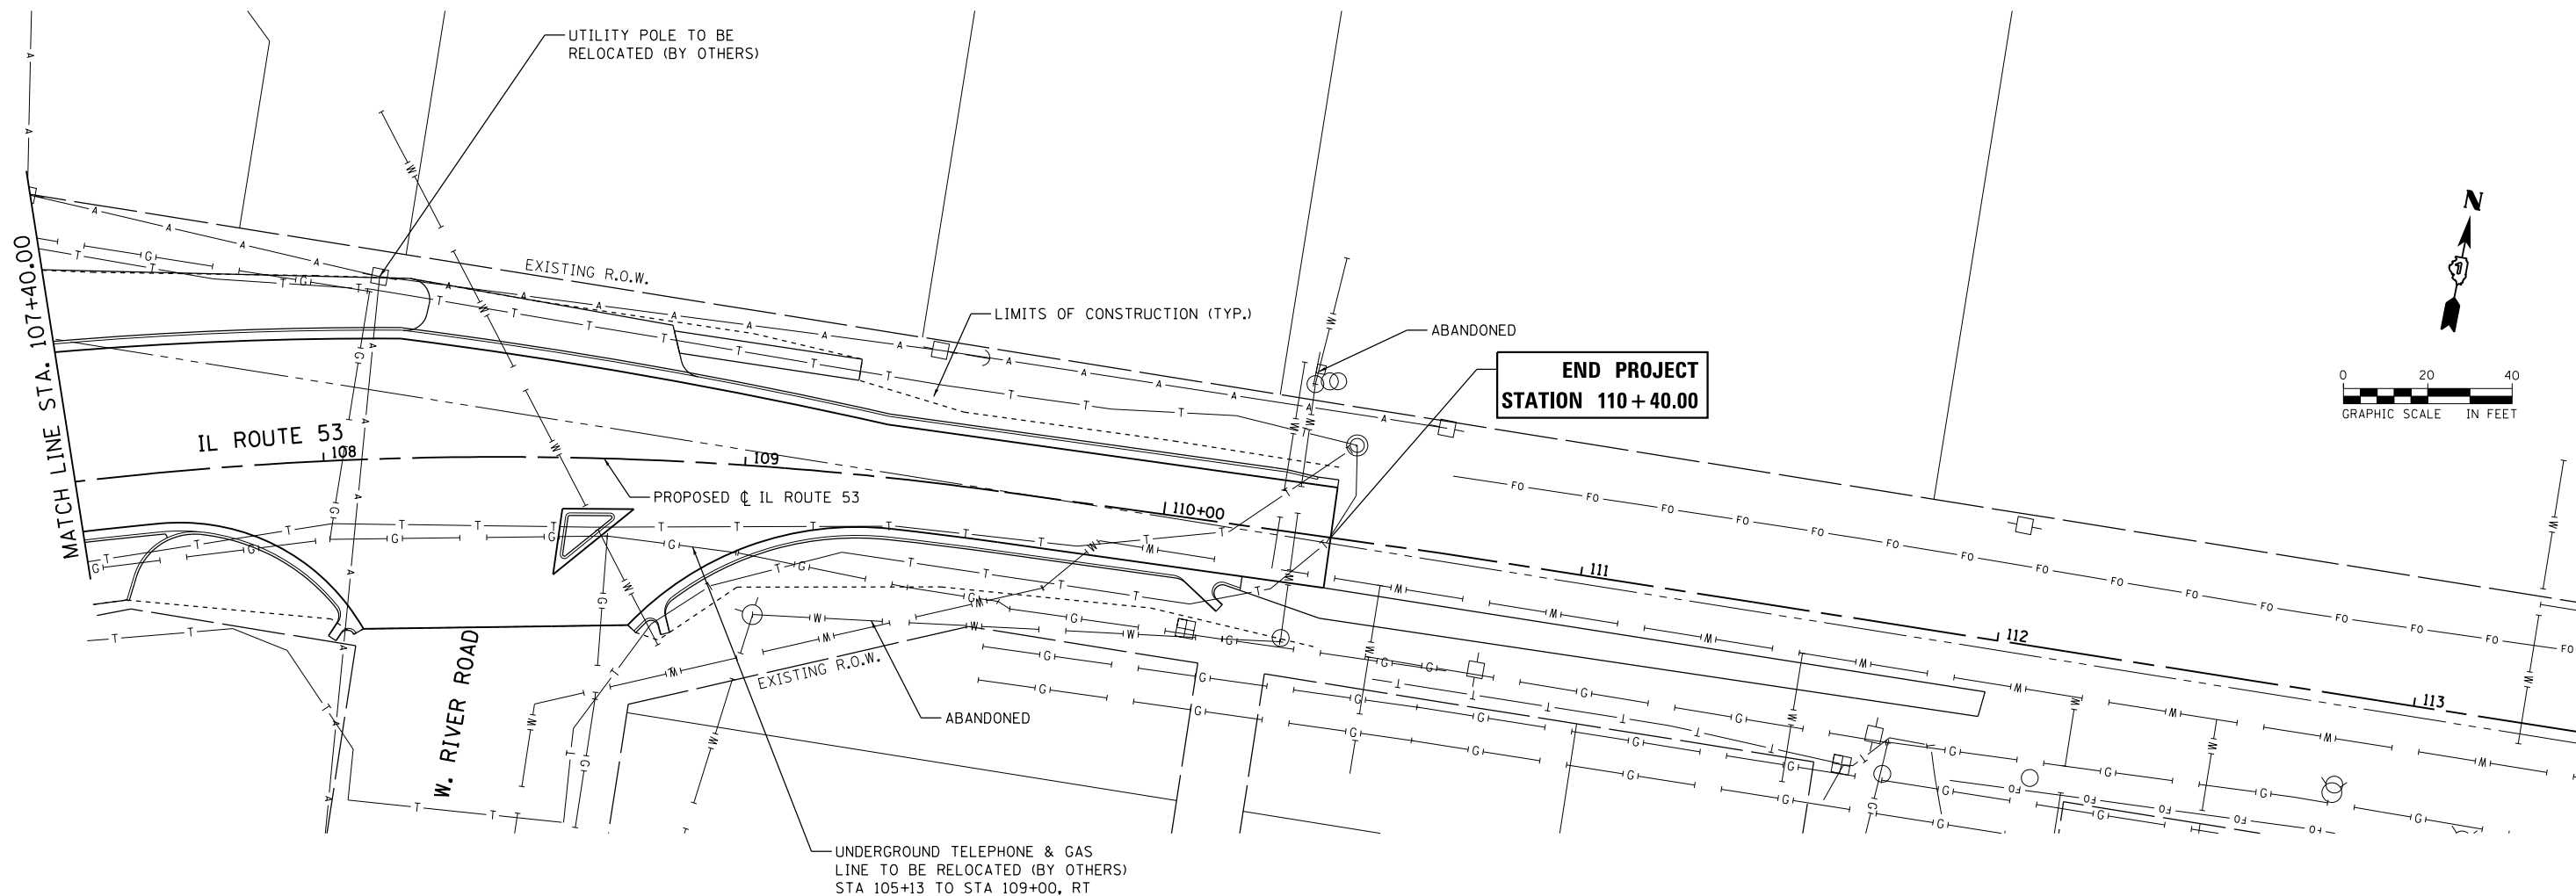 UTILITY POLE TO BE
RELOCATED (BY OTHERS)
N
EXISTING R.O.W.
LIMITS OF CONSTRUCTION (TYP.)
ABANDONED
END PROJECT
STATION 110+40.00
0 20 40
GRAPHIC SCALE IN FEET
MATCH LINE STA. 107+40.00
IL ROUTE 53
108
109
110+00
111
112
113
PROPOSED ℄ IL ROUTE 53
W. RIVER ROAD
EXISTING R.O.W.
ABANDONED
UNDERGROUND TELEPHONE & GAS
LINE TO BE RELOCATED (BY OTHERS)
STA 105+13 TO STA 109+00, RT